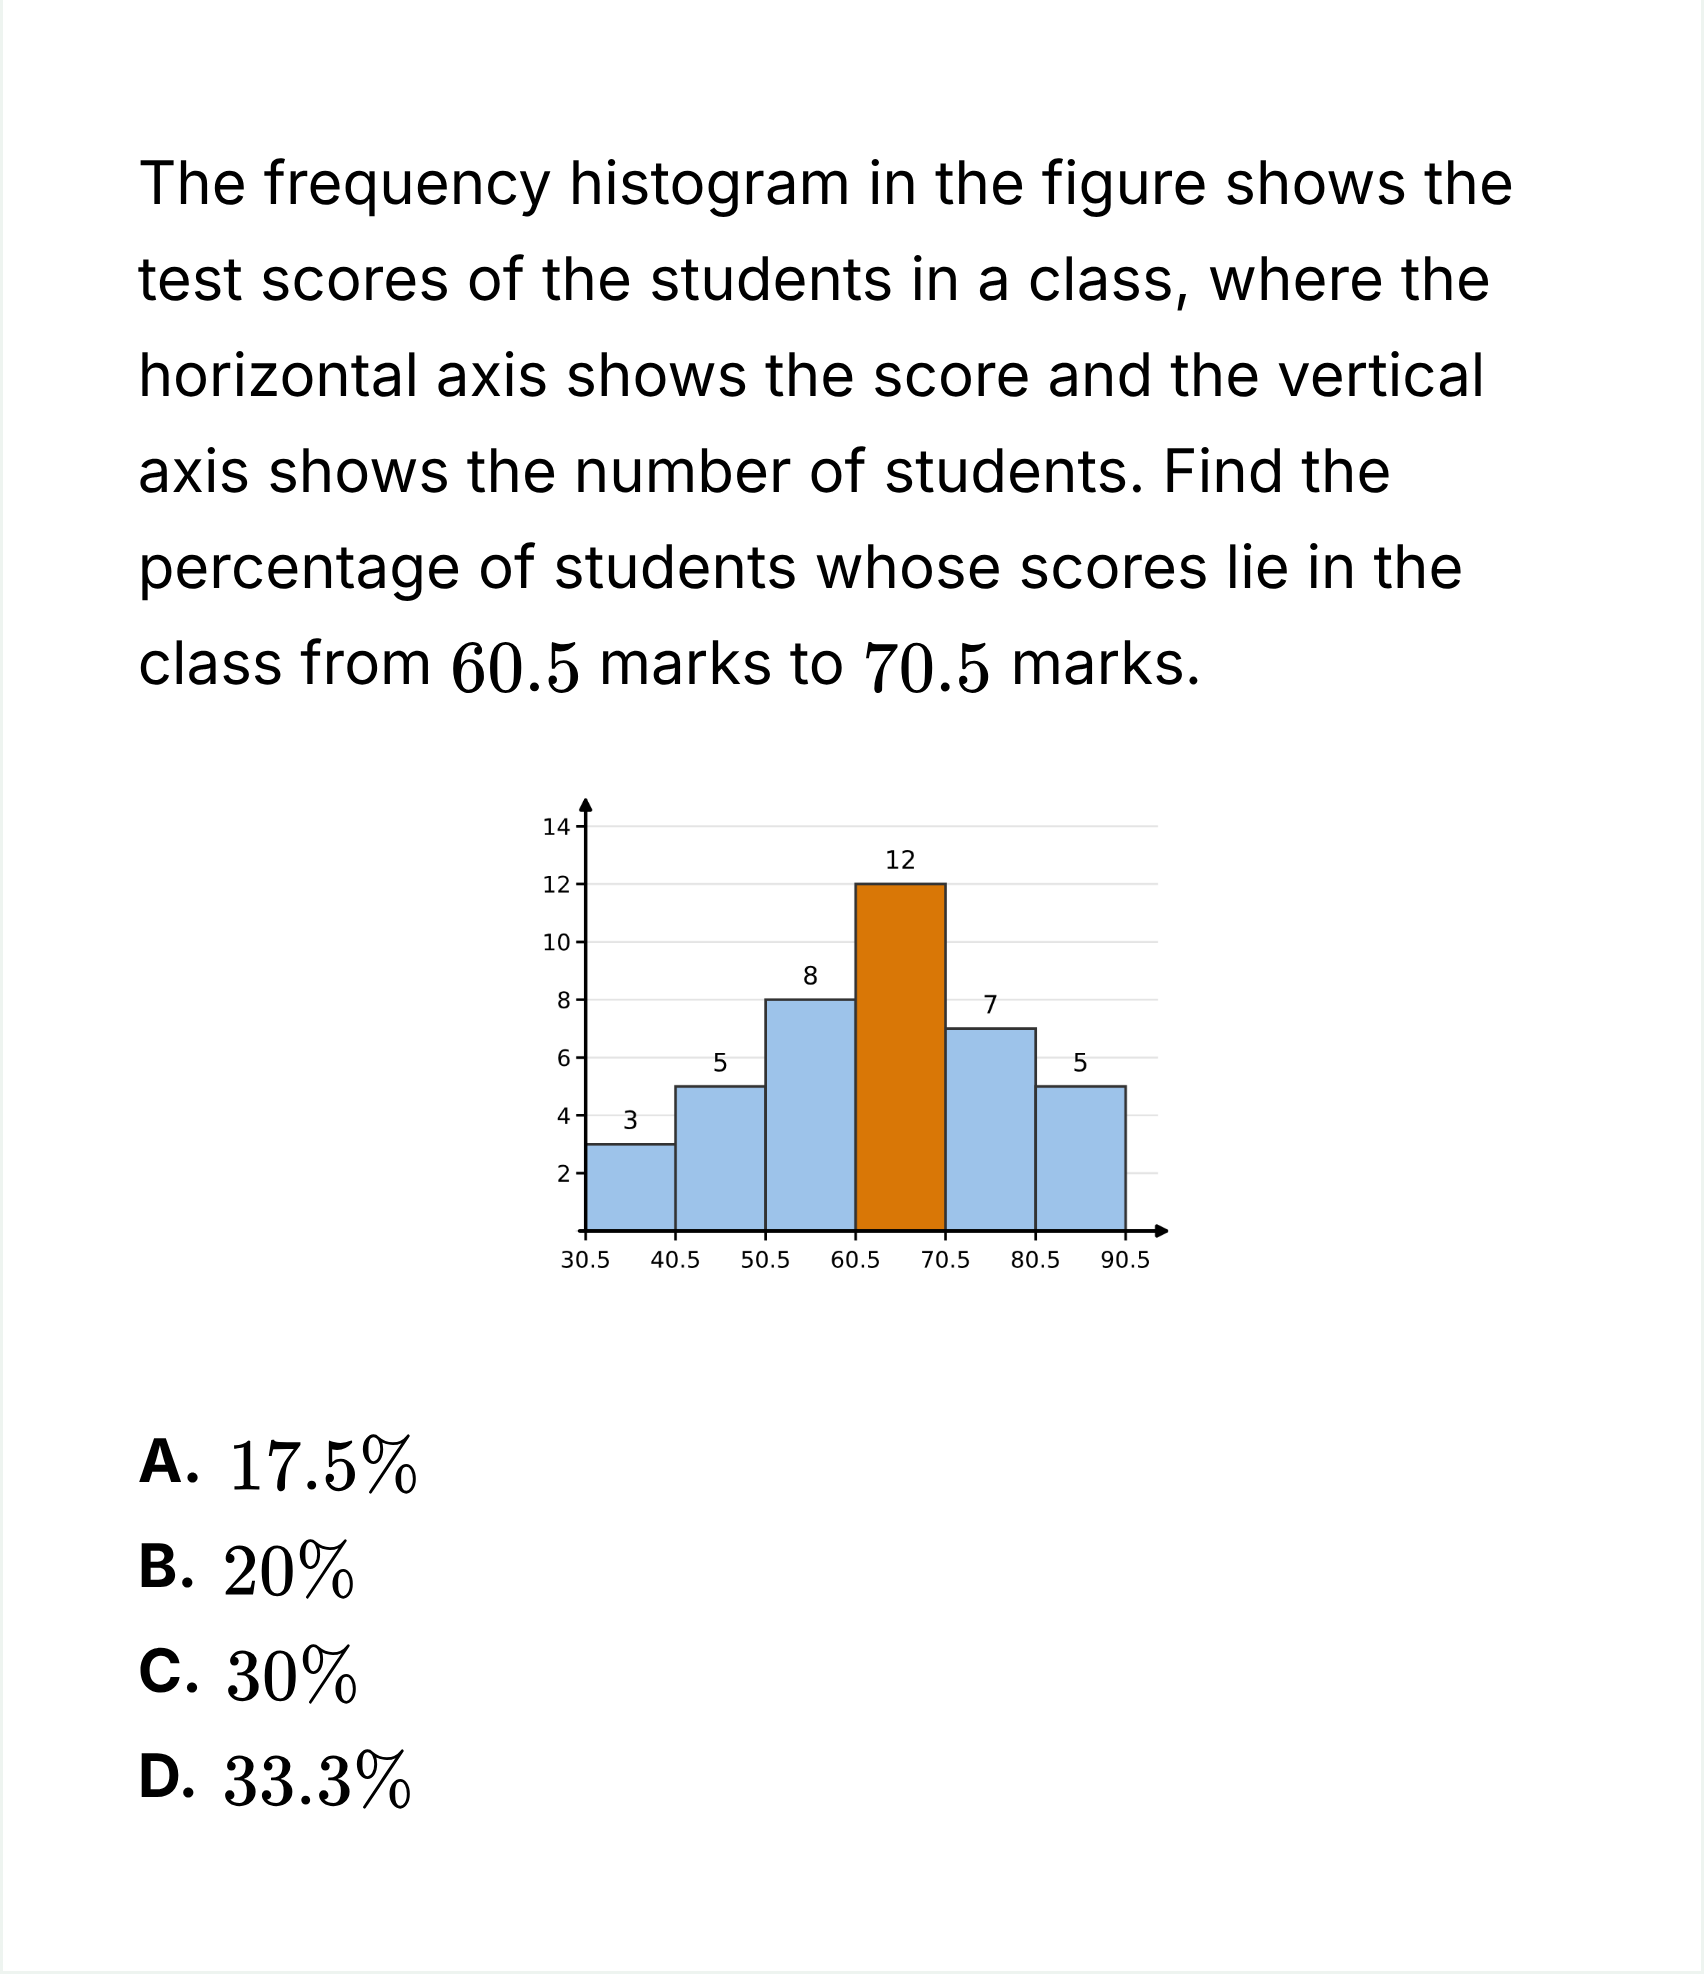 The frequency histogram in the figure shows the
test scores of the students in a class, where the
horizontal axis shows the score and the vertical
axis shows the number of students. Find the
percentage of students whose scores lie in the
class from 60.5 marks to 70.5 marks.
14
12
12
10
8
8
7
6
5
5
4
3
2
30.5 40.5 50.5 60.5 70.5 80.5 90.5
A. 17.5%
B. 20%
C. 30%
D. 33.3%